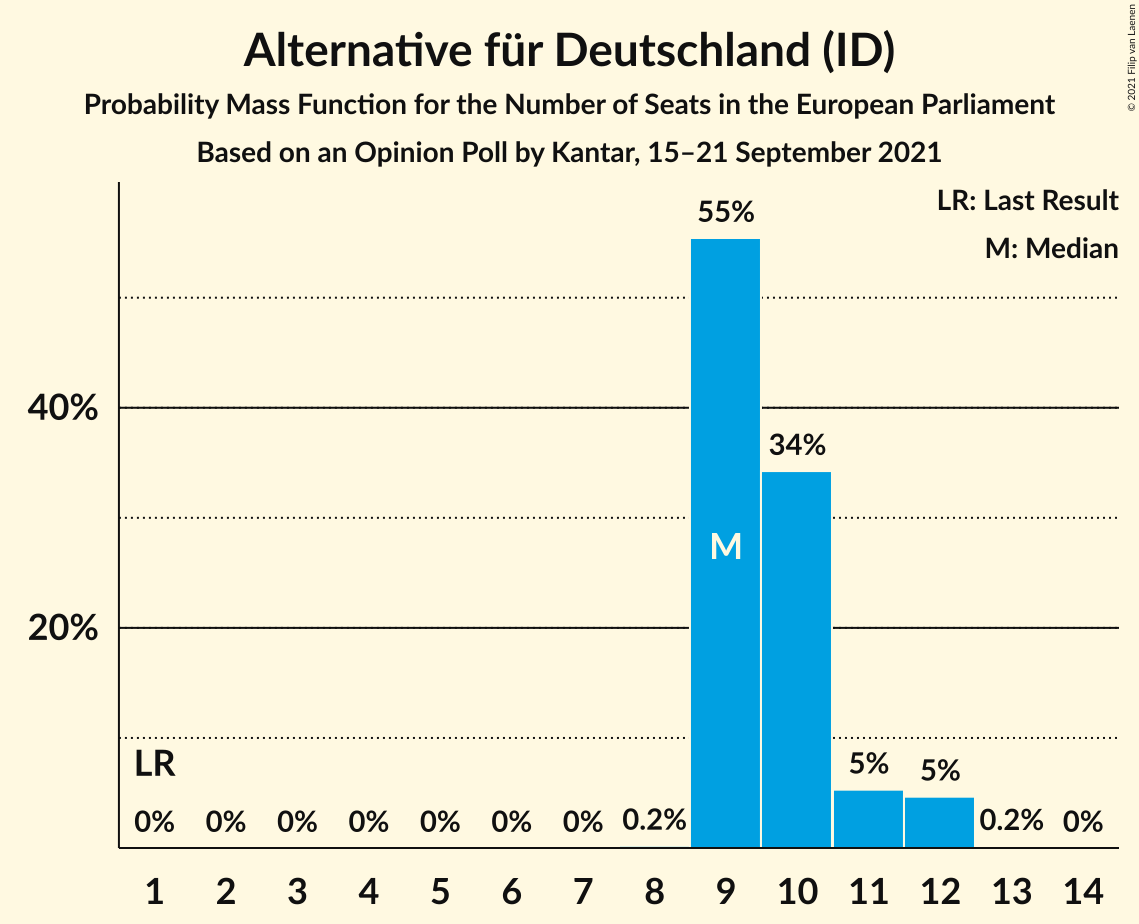 Alternative für Deutschland (ID)
Probability Mass Function for the Number of Seats in the European Parliament
Based on an Opinion Poll by Kantar, 15–21 September 2021
© 2021 Filip van Laenen
LR: Last Result
M: Median
55%
40%
34%
M
20%
LR
5%
5%
0%
0%
0%
0%
0%
0%
0%
0.2%
0.2%
0%
1 2 3 4 5 6 7 8 9 10 11 12 13 14